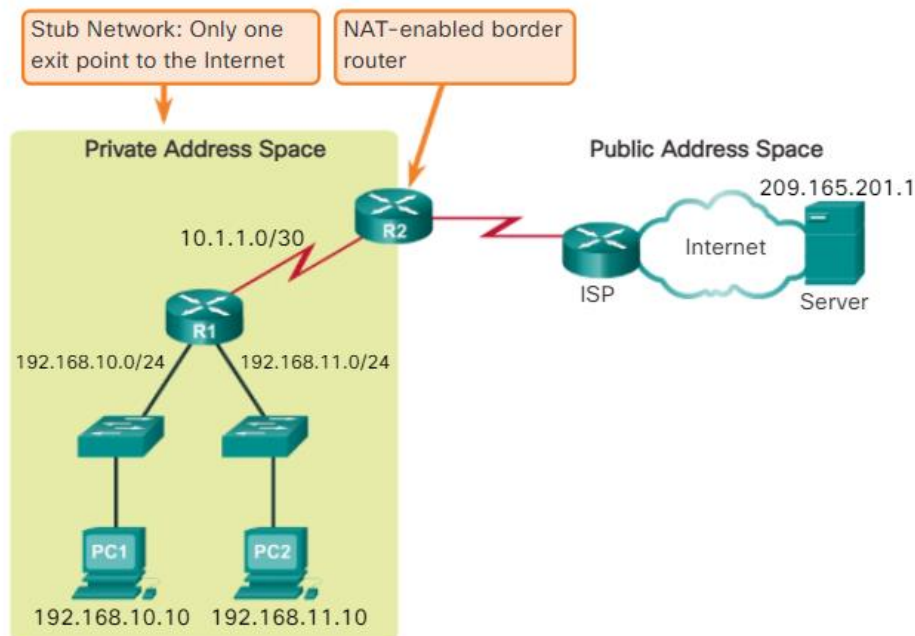 Stub Network: Only one
exit point to the Internet
NAT-enabled border
router
Private Address Space
Public Address Space
209.165.201.1
10.1.1.0/30
R2
Internet
ISP
Server
R1
192.168.10.0/24
192.168.11.0/24
PC1
PC2
192.168.10.10
192.168.11.10